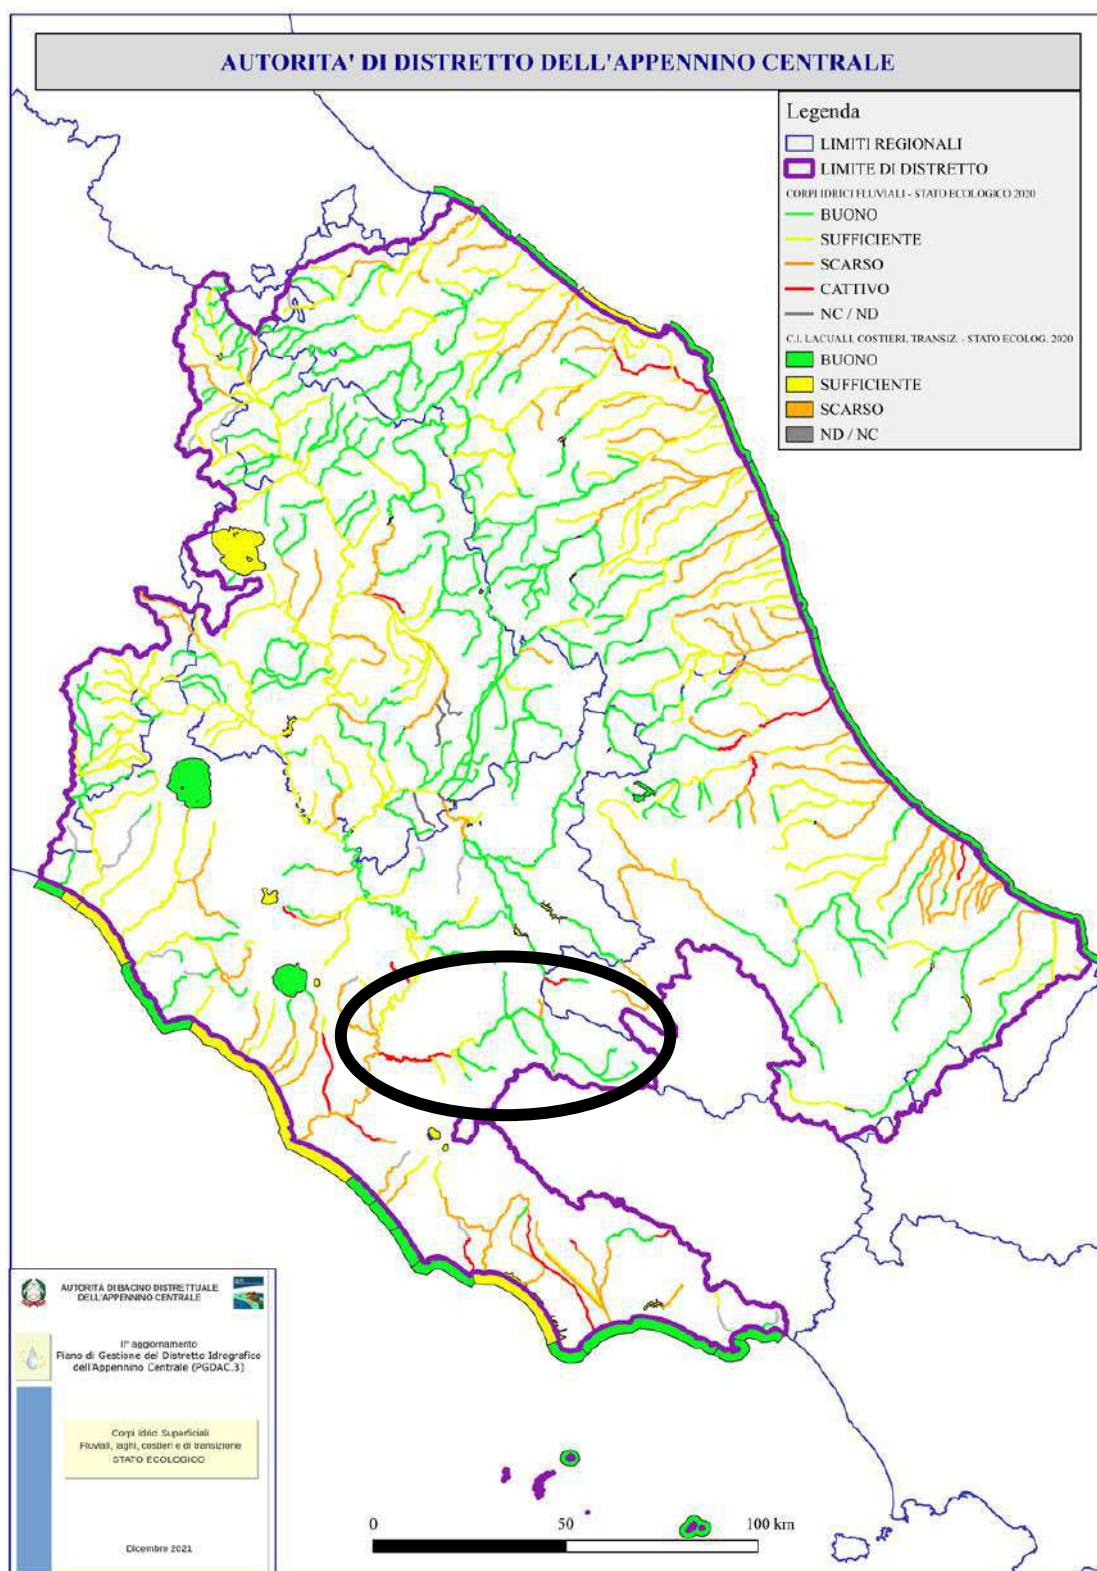 AUTORITA' DI DISTRETTO DELL'APPENNINO CENTRALE
Legenda
LIMITI REGIONALI
LIMITE DI DISTRETTO
CORPI IDRICI FLUVIALI - STATO ECOLOGICO 2020
BUONO
SUFFICIENTE
SCARSO
CATTIVO
NC / ND
C.I. LACUALI, COSTIERI, TRANSIZ. - STATO ECOLOG. 2020
BUONO
SUFFICIENTE
SCARSO
ND / NC
AUTORITÀ DI BACINO DISTRETTUALE
DELL'APPENNINO CENTRALE
II° aggiornamento
Piano di Gestione del Distretto Idrografico
dell'Appennino Centrale (PGDAC.3)
Corpi Idrici Superficiali
Fluviali, laghi, costieri e di transizione
STATO ECOLOGICO
Dicembre 2021
0 50 100 km